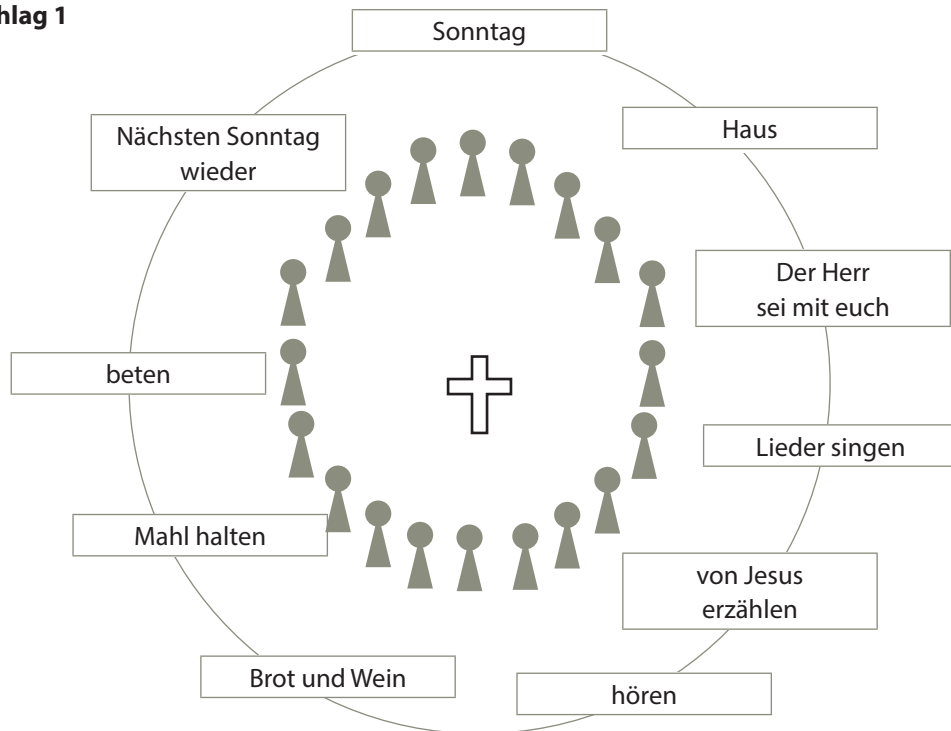 hlag 1
Sonntag
Haus
Der Herr
sei mit euch
Lieder singen
von Jesus
erzählen
hören
Brot und Wein
Mahl halten
beten
Nächsten Sonntag
wieder